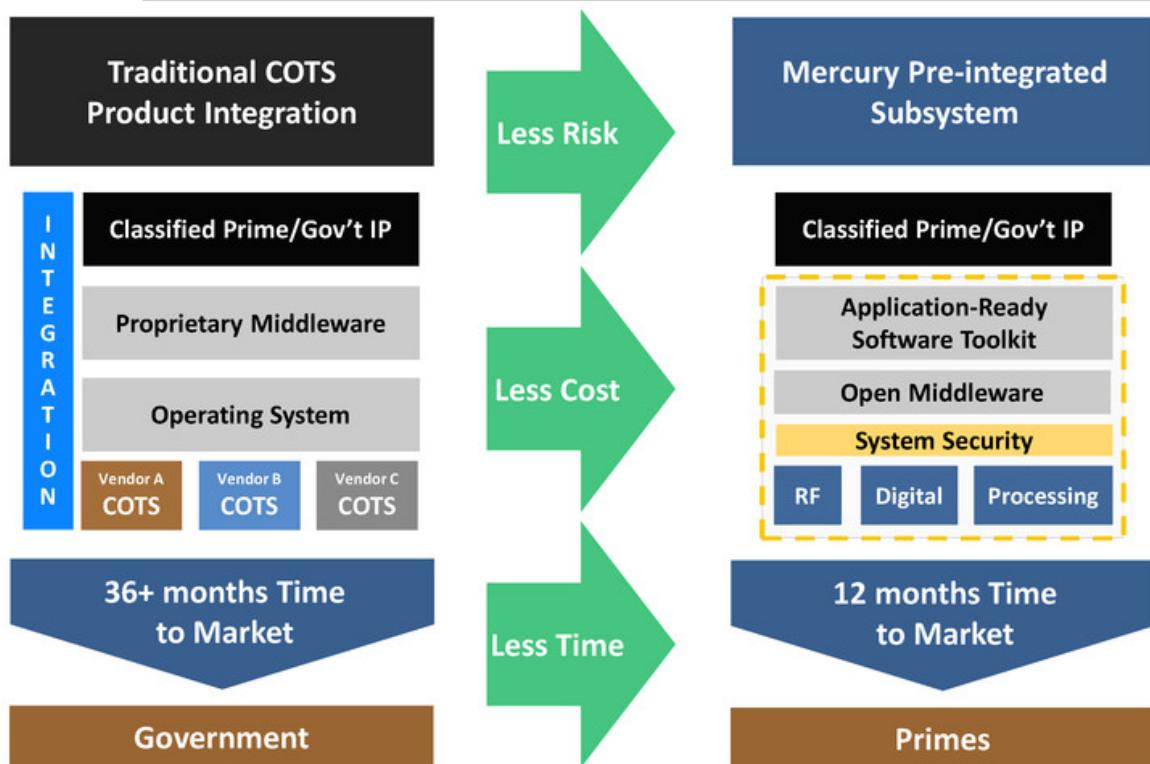 Traditional COTS
Product Integration
INTEGRATION
Classified Prime/Gov't IP
Proprietary Middleware
Operating System
Vendor A
COTS
Vendor B
COTS
Vendor C
COTS
36+ months Time
to Market
Government
Less Risk
Less Cost
Less Time
Mercury Pre-integrated
Subsystem
Classified Prime/Gov't IP
Application-Ready
Software Toolkit
Open Middleware
System Security
RF
Digital
Processing
12 months Time
to Market
Primes